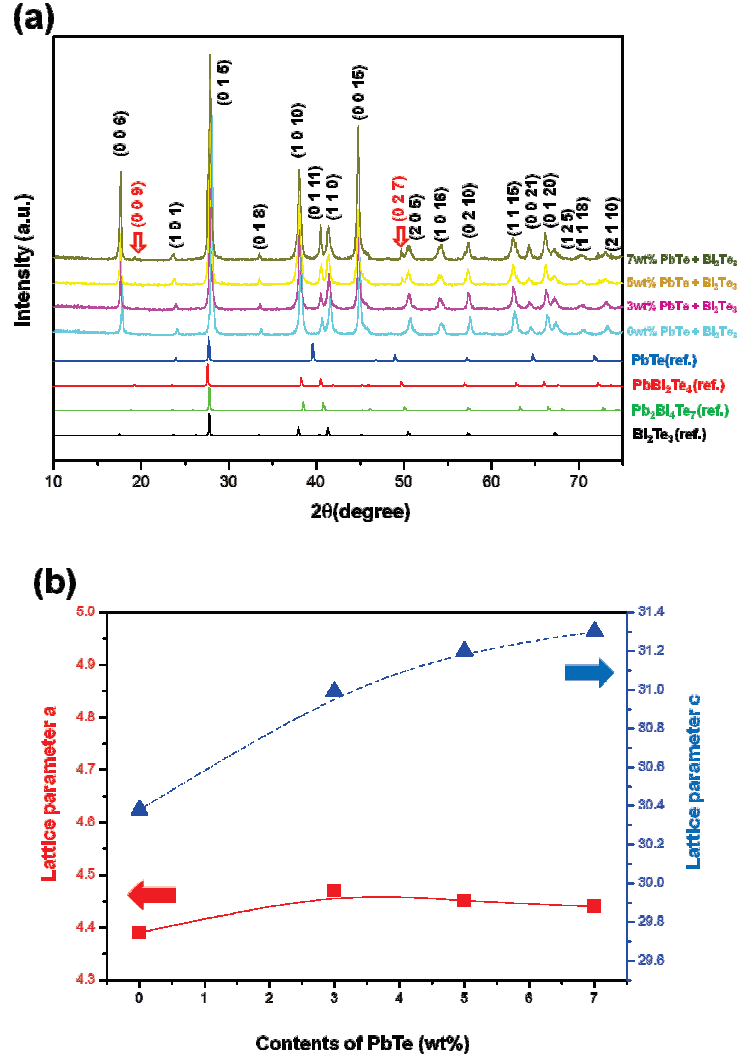 (a)
Intensity (a.u.)
(0 0 6)
(0 0 9)
(1 0 1)
(0 1 5)
(0 1 8)
(1 0 10)
(0 1 11)
(1 1 0)
(0 0 15)
(0 2 7)
(2 0 5)
(1 0 16)
(0 2 10)
(1 1 15)
(0 0 21)
(0 1 20)
(1 2 5)
(1 1 18)
(2 1 10)
7wt% PbTe + Bi₂Te₃
5wt% PbTe + Bi₂Te₃
3wt% PbTe + Bi₂Te₃
0wt% PbTe + Bi₂Te₃
PbTe(ref.)
PbBi₂Te₄(ref.)
Pb₂Bi₄Te₇(ref.)
Bi₂Te₃(ref.)
10 20 30 40 50 60 70
2θ(degree)
(b)
Lattice parameter a
5.0
4.9
4.8
4.7
4.6
4.5
4.4
4.3
31.4
31.2
31.0
30.8
30.6
30.4
30.2
30.0
29.8
29.6
Lattice parameter c
0 1 2 3 4 5 6 7
Contents of PbTe (wt%)